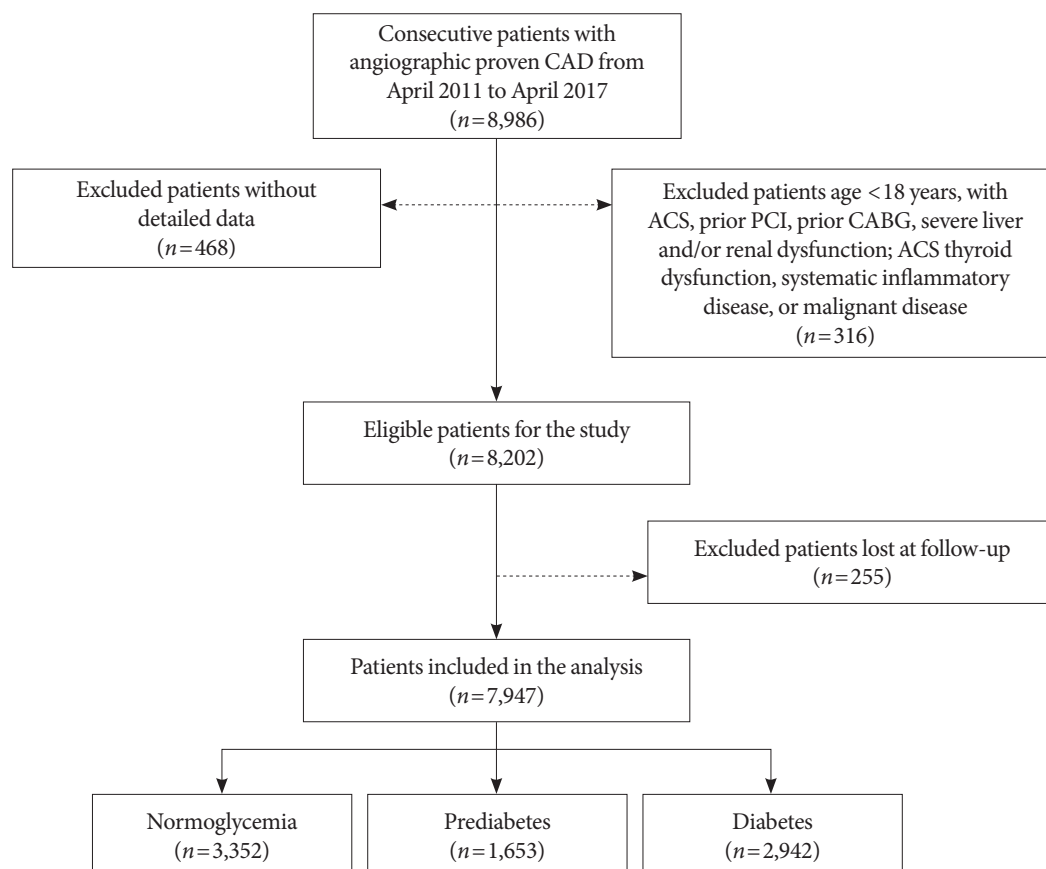 Consecutive patients with
angiographic proven CAD from
April 2011 to April 2017
(n=8,986)
Excluded patients without
detailed data
(n=468)
Excluded patients age <18 years, with
ACS, prior PCI, prior CABG, severe liver
and/or renal dysfunction; ACS thyroid
dysfunction, systematic inflammatory
disease, or malignant disease
(n=316)
Eligible patients for the study
(n=8,202)
Excluded patients lost at follow-up
(n=255)
Patients included in the analysis
(n=7,947)
Normoglycemia
(n=3,352)
Prediabetes
(n=1,653)
Diabetes
(n=2,942)